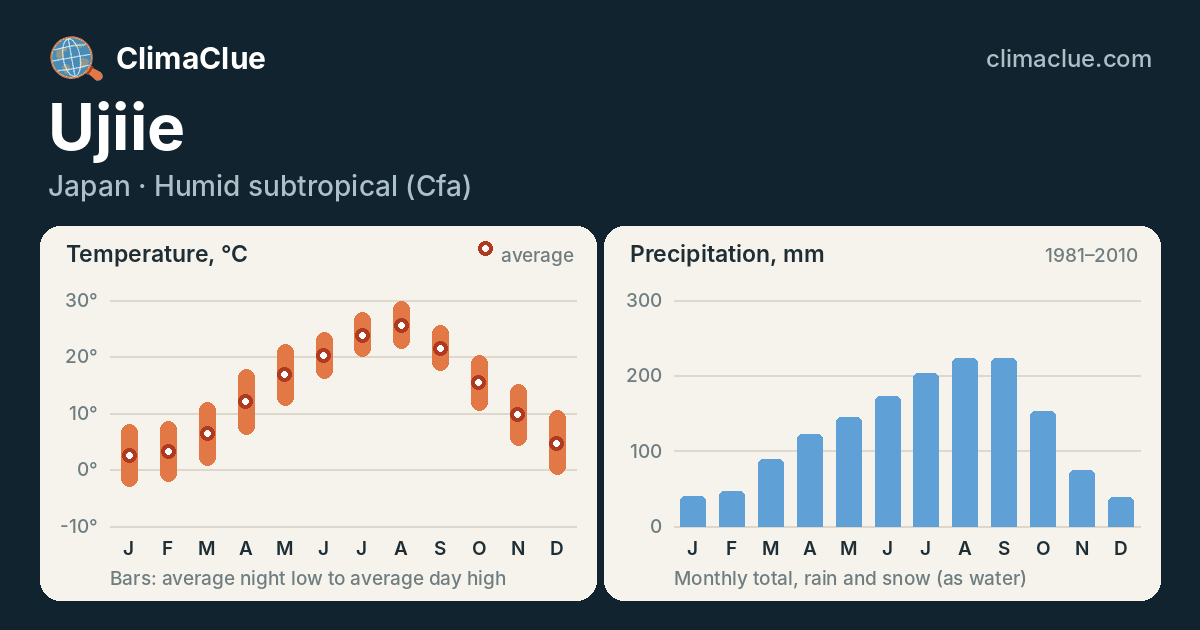 ClimaClue
climaclue.com
Ujiie
Japan · Humid subtropical (Cfa)
Temperature, °C
average
30°
20°
10°
0°
-10°
J F M A M J J A S O N D
Bars: average night low to average day high
Precipitation, mm
1981–2010
300
200
100
0
J F M A M J J A S O N D
Monthly total, rain and snow (as water)